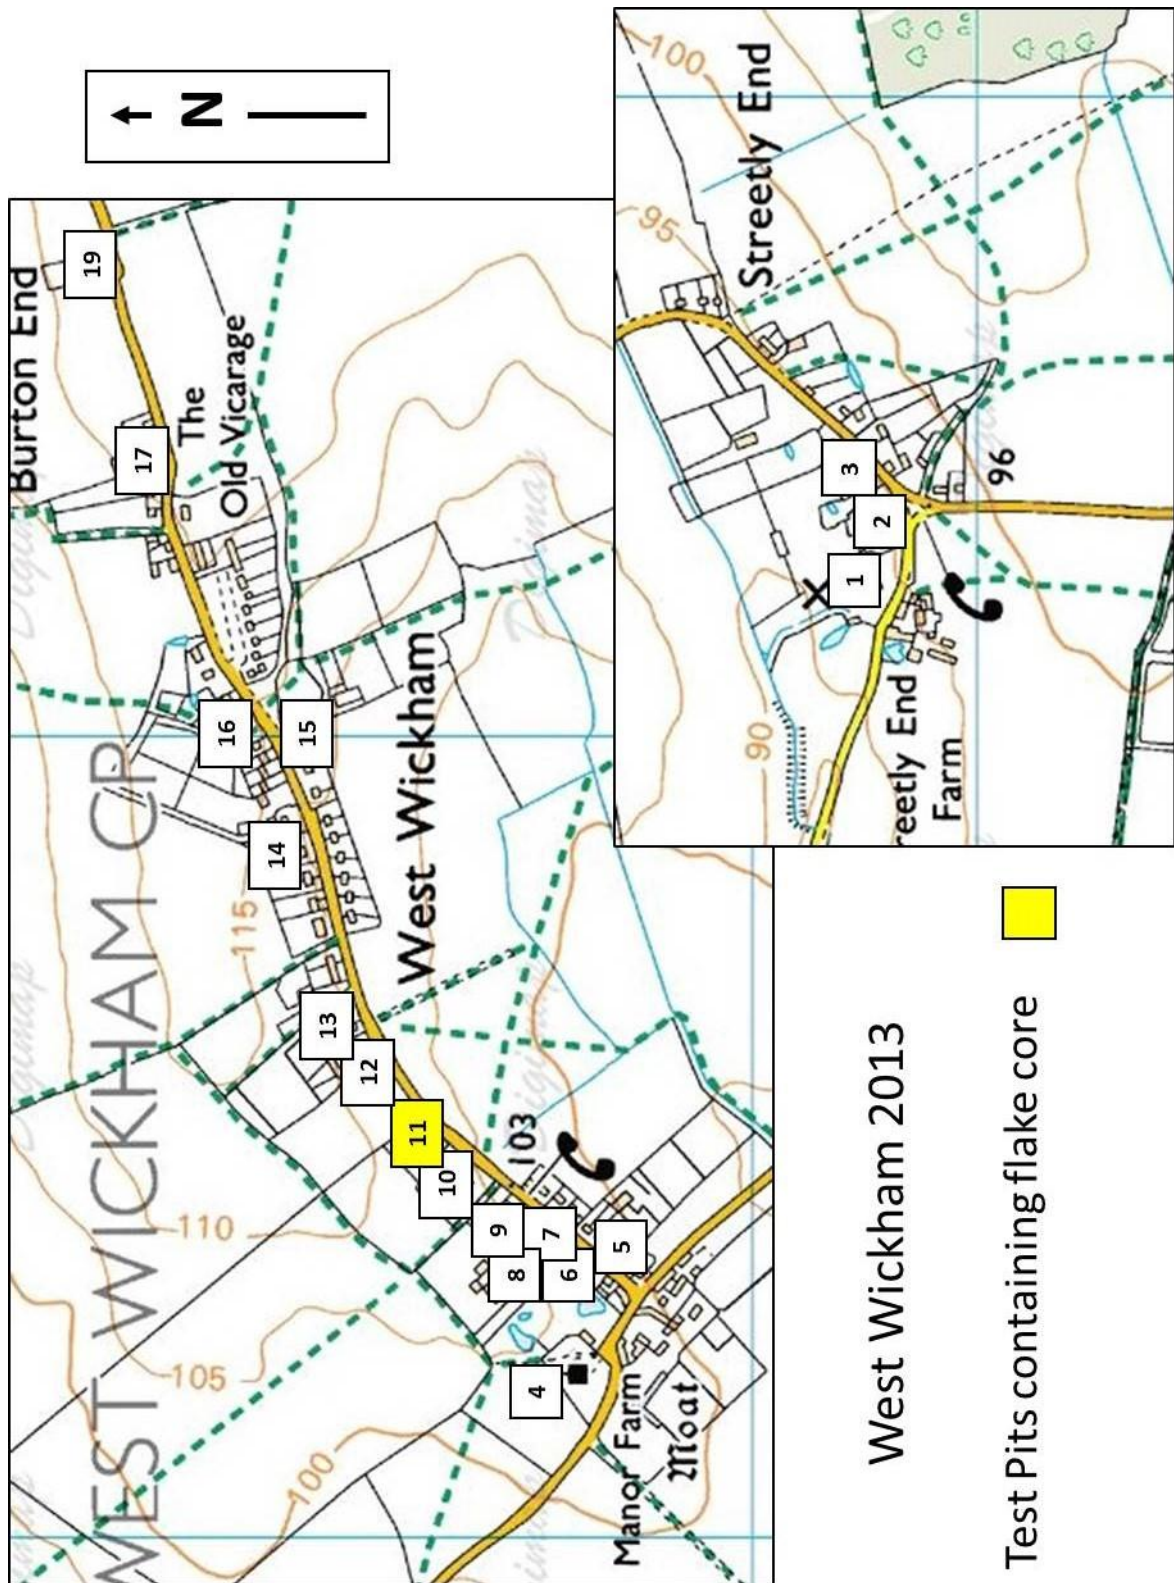 N
Burton End
19
17
The
Old Vicarage
16
15
14
115
WEST WICKHAM CP
West Wickham
13
12
11
10
110
103
9
8
7
6
5
105
4
100
Manor Farm
Moat
100
95
Streetly End
3
2
1
96
90
reetly End
Farm
West Wickham 2013
Test Pits containing flake core